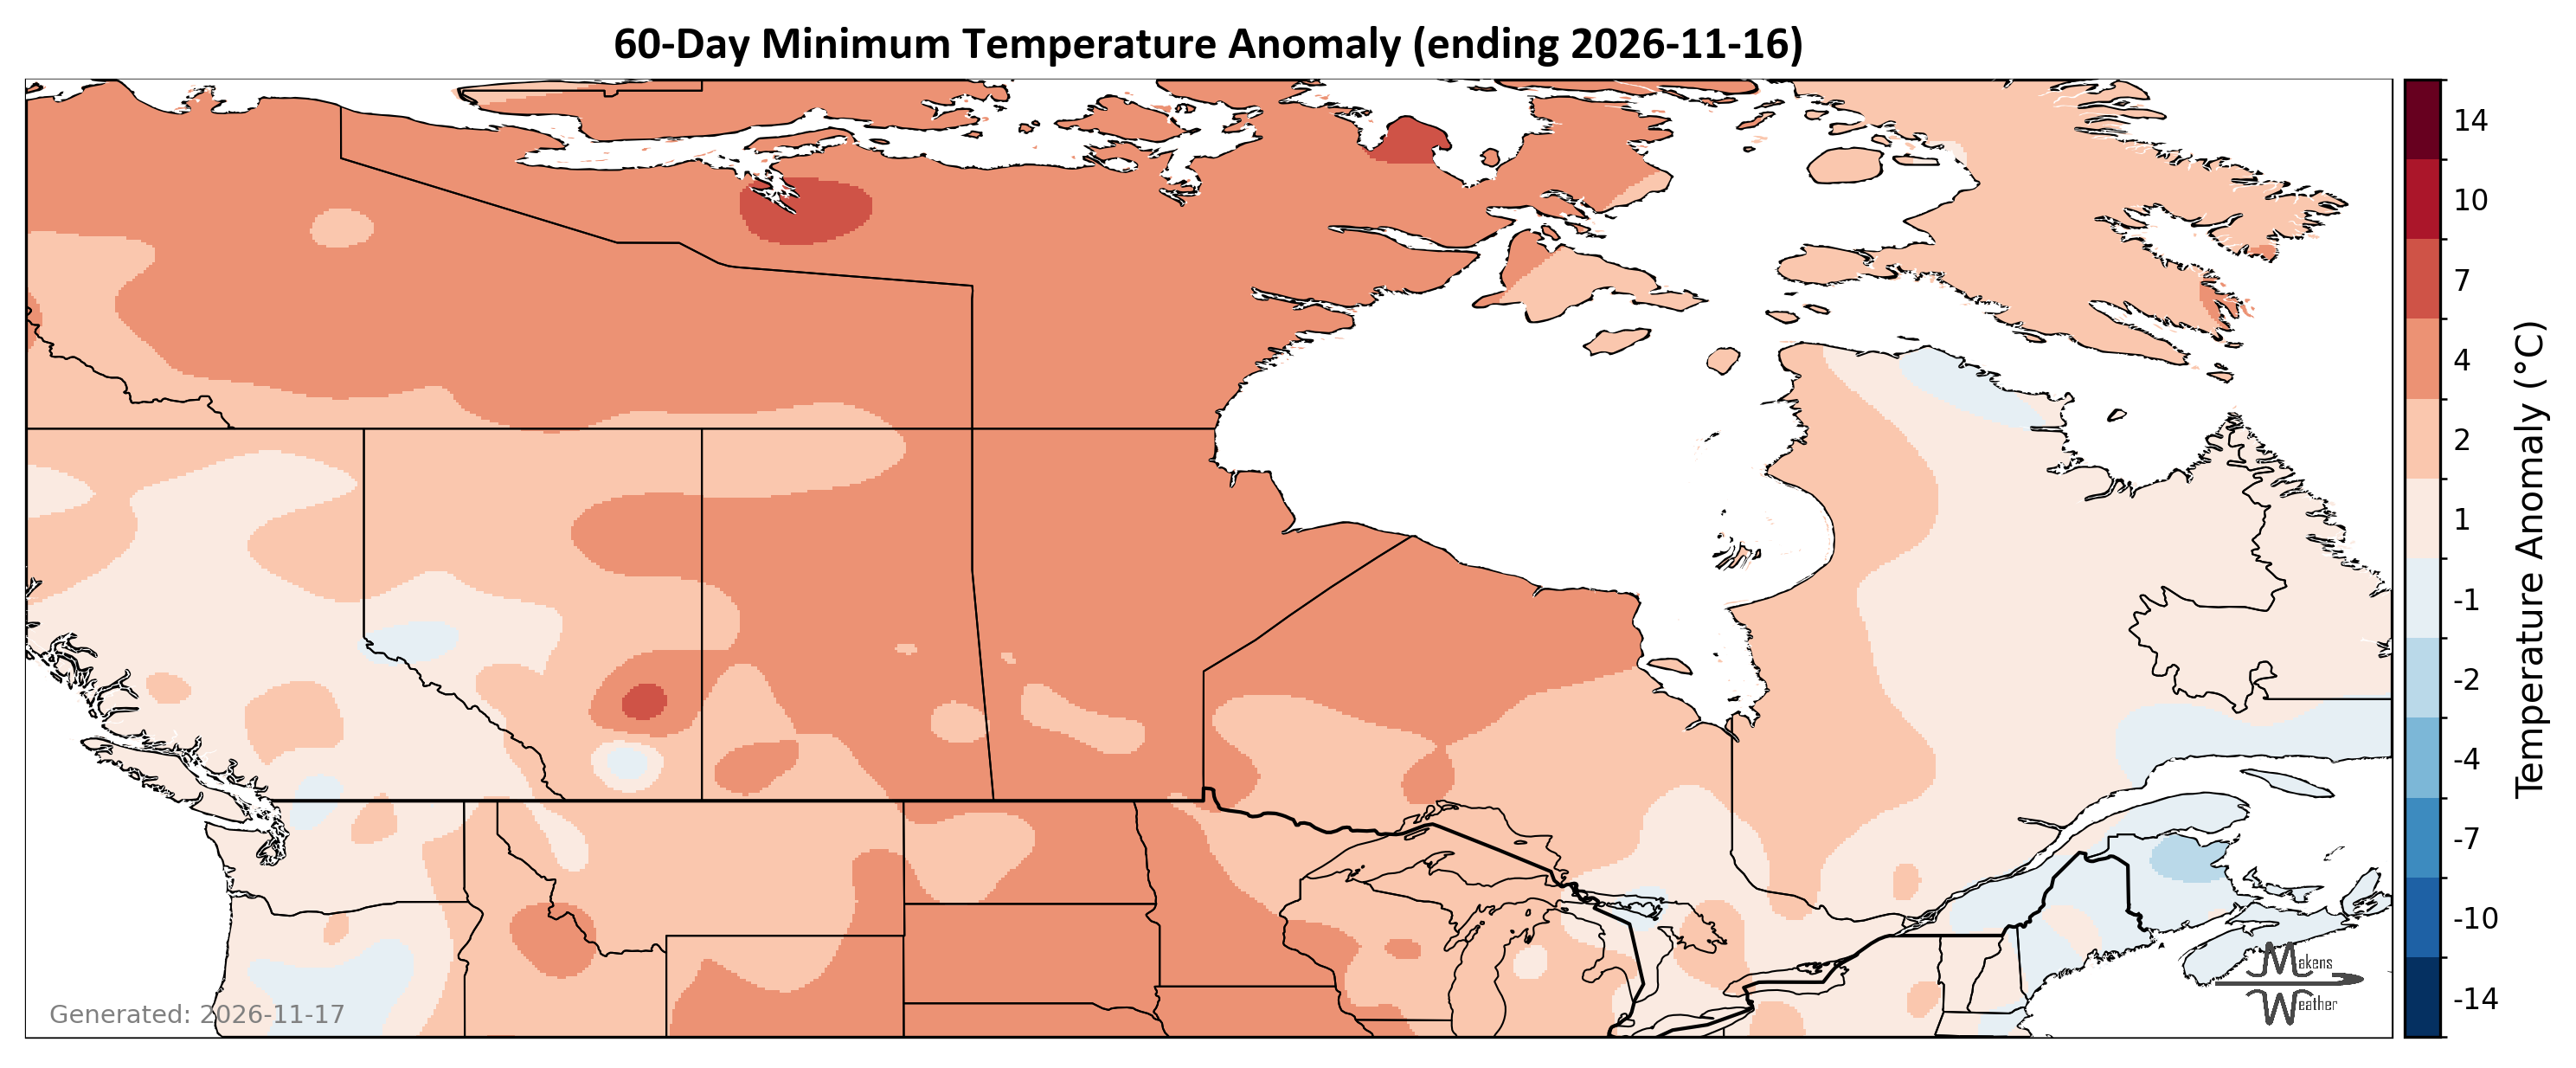 60-Day Minimum Temperature Anomaly (ending 2026-11-16)
14
10
7
4
2
1
-1
-2
-4
-7
-10
-14
Temperature Anomaly (°C)
Generated: 2026-11-17
Makens
Weather